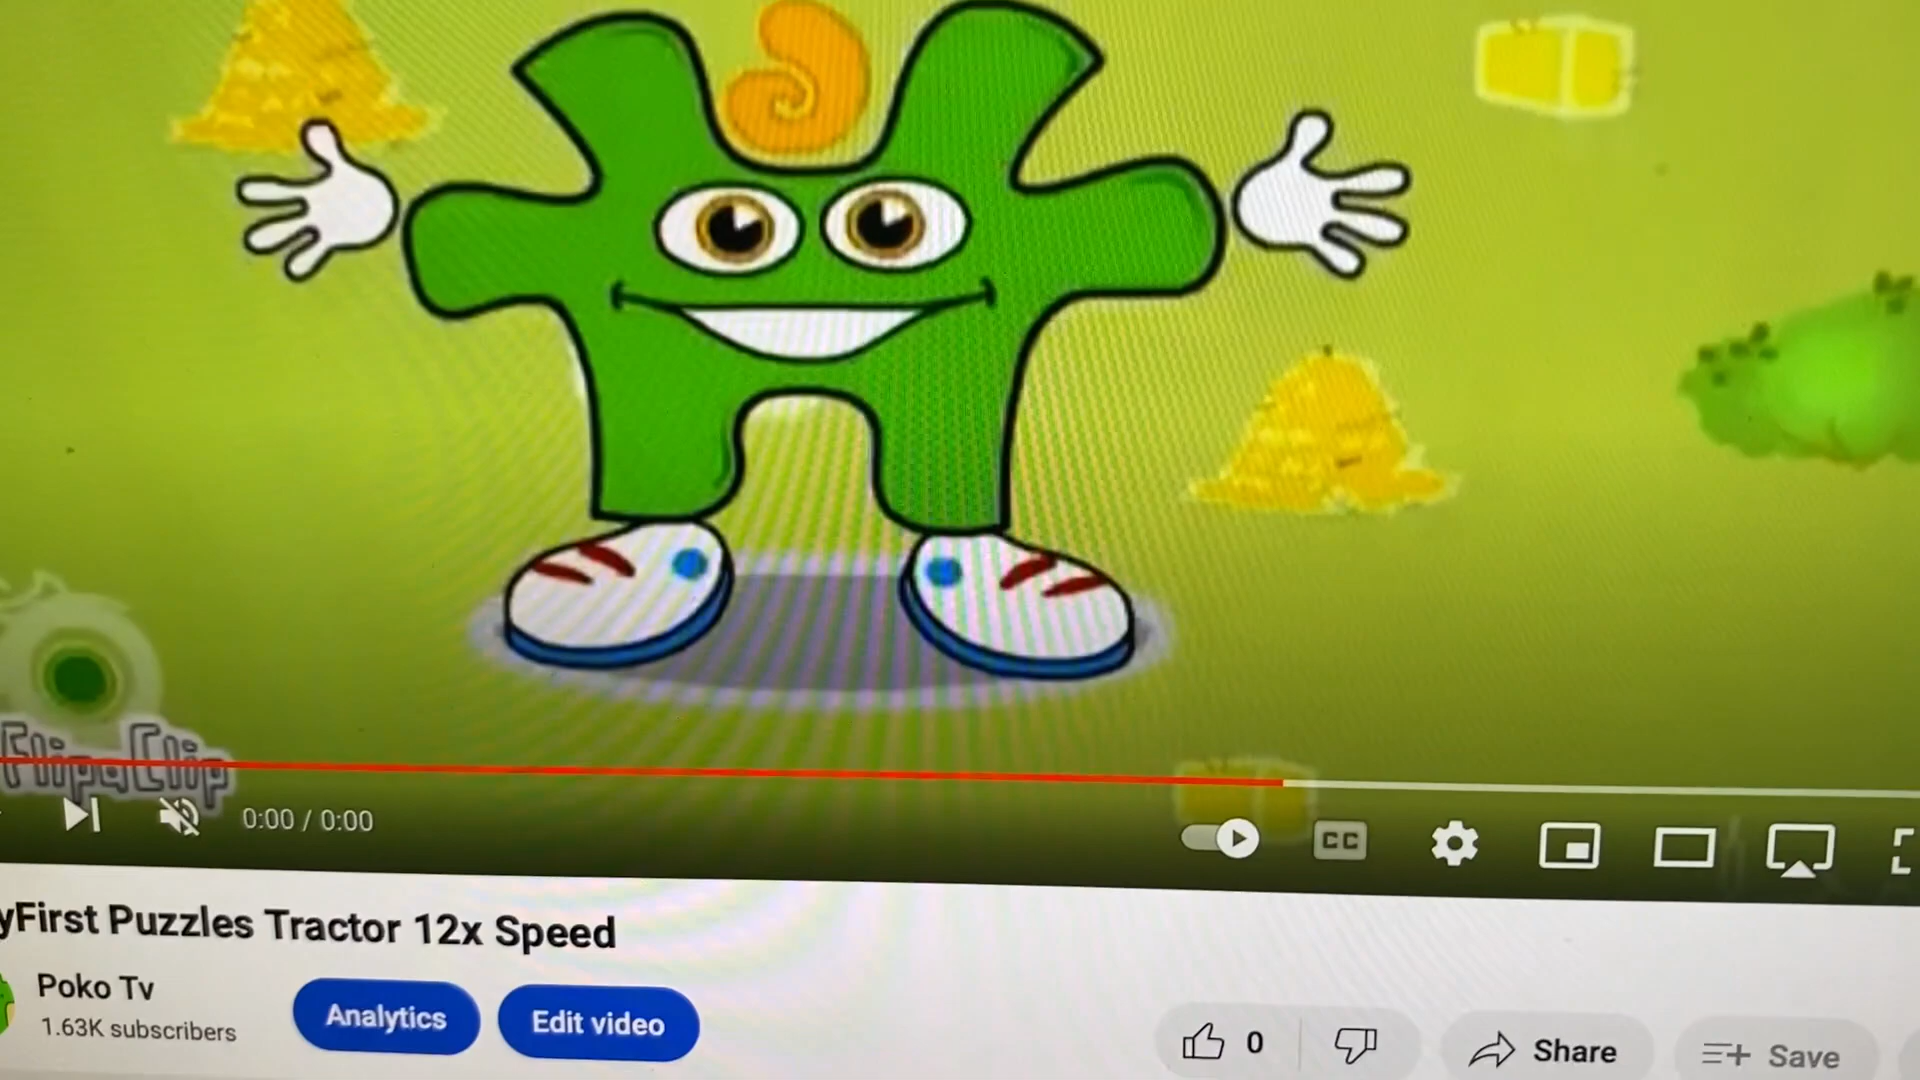 FlipaClip
0:00 / 0:00
CC
yFirst Puzzles Tractor 12x Speed
Poko Tv
1.63K subscribers
Analytics
Edit video
0
Share
Save